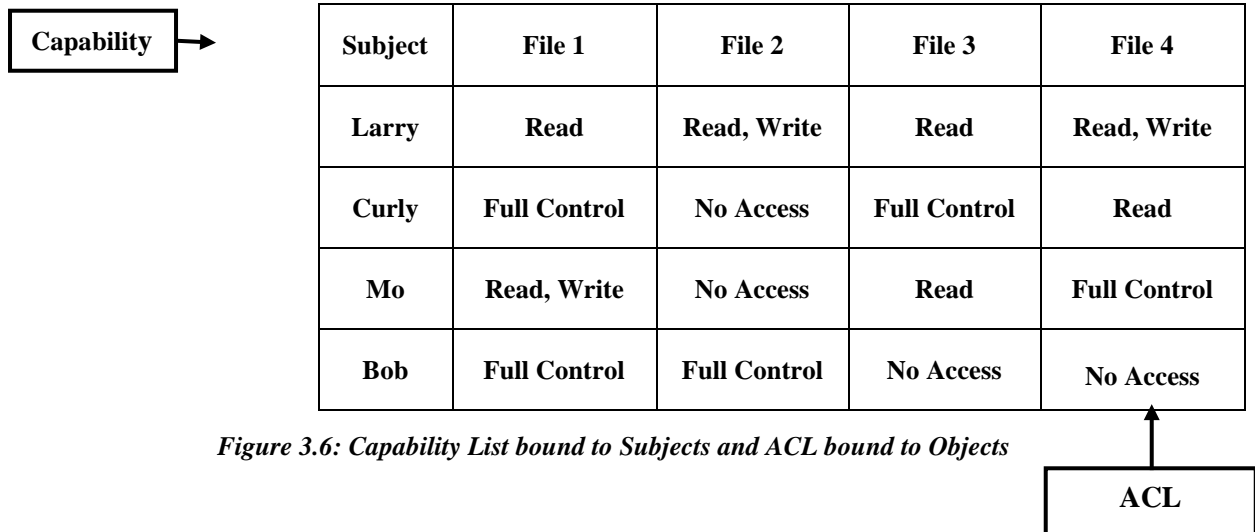 Capability
Subject File 1 File 2 File 3 File 4
Larry Read Read, Write Read Read, Write
Curly Full Control No Access Full Control Read
Mo Read, Write No Access Read Full Control
Bob Full Control Full Control No Access No Access
Figure 3.6: Capability List bound to Subjects and ACL bound to Objects
ACL